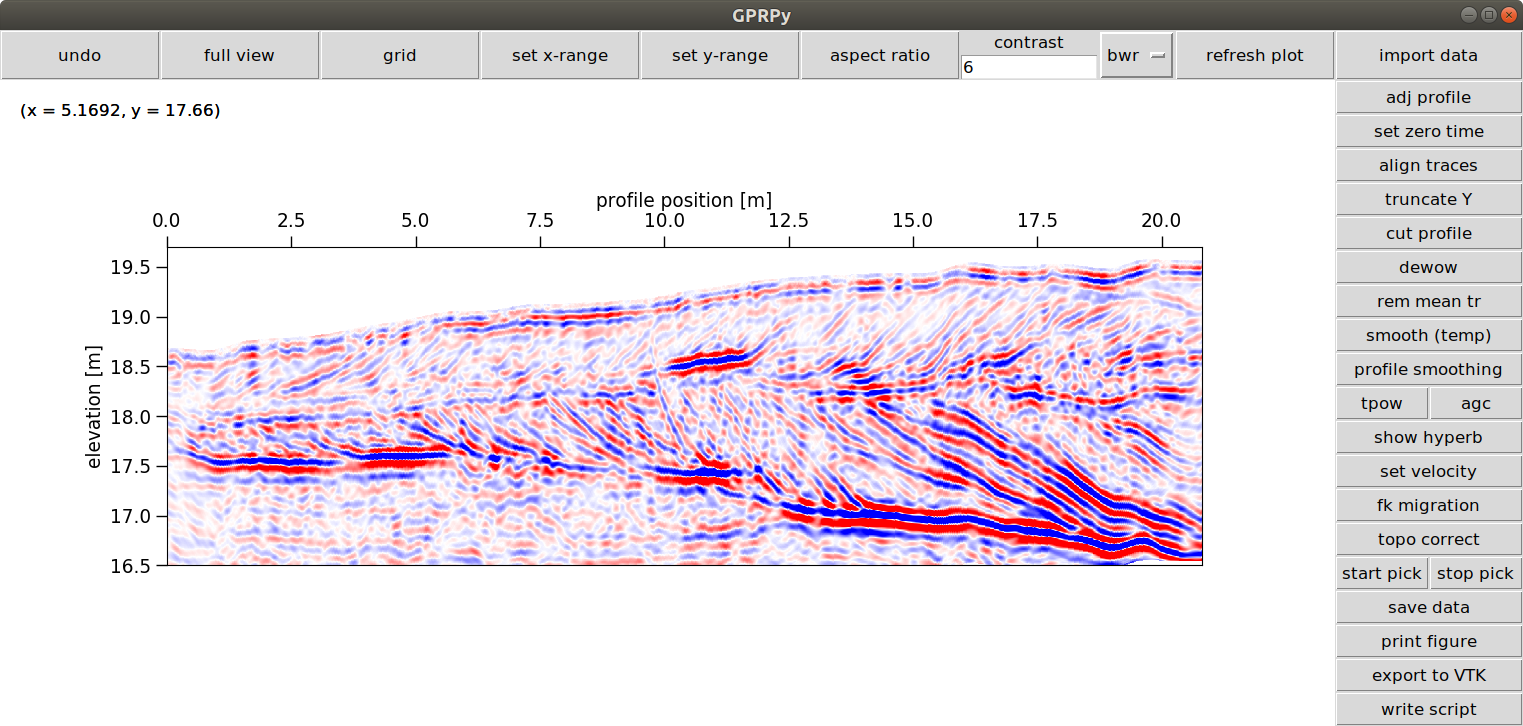 GPRPy
undo full view grid set x-range set y-range aspect ratio contrast 6 bwr refresh plot import data
(x = 5.1692, y = 17.66)
profile position [m]
0.0 2.5 5.0 7.5 10.0 12.5 15.0 17.5 20.0
elevation [m]
19.5
19.0
18.5
18.0
17.5
17.0
16.5
adj profile
set zero time
align traces
truncate Y
cut profile
dewow
rem mean tr
smooth (temp)
profile smoothing
tpow agc
show hyperb
set velocity
fk migration
topo correct
start pick stop pick
save data
print figure
export to VTK
write script